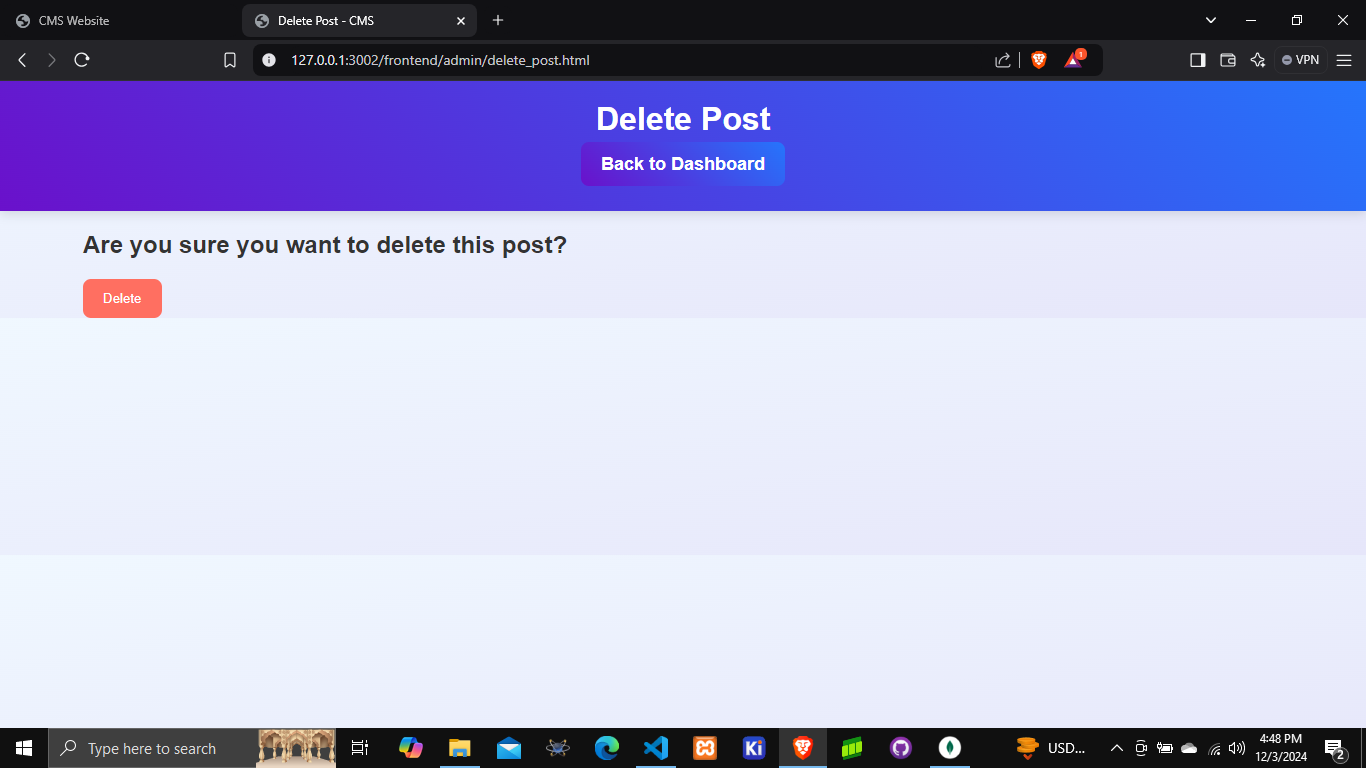 CMS Website
Delete Post - CMS
127.0.0.1:3002/frontend/admin/delete_post.html
1
VPN
Delete Post
Back to Dashboard
Are you sure you want to delete this post?
Delete
Type here to search
Ki
USD...
4:48 PM
12/3/2024
2